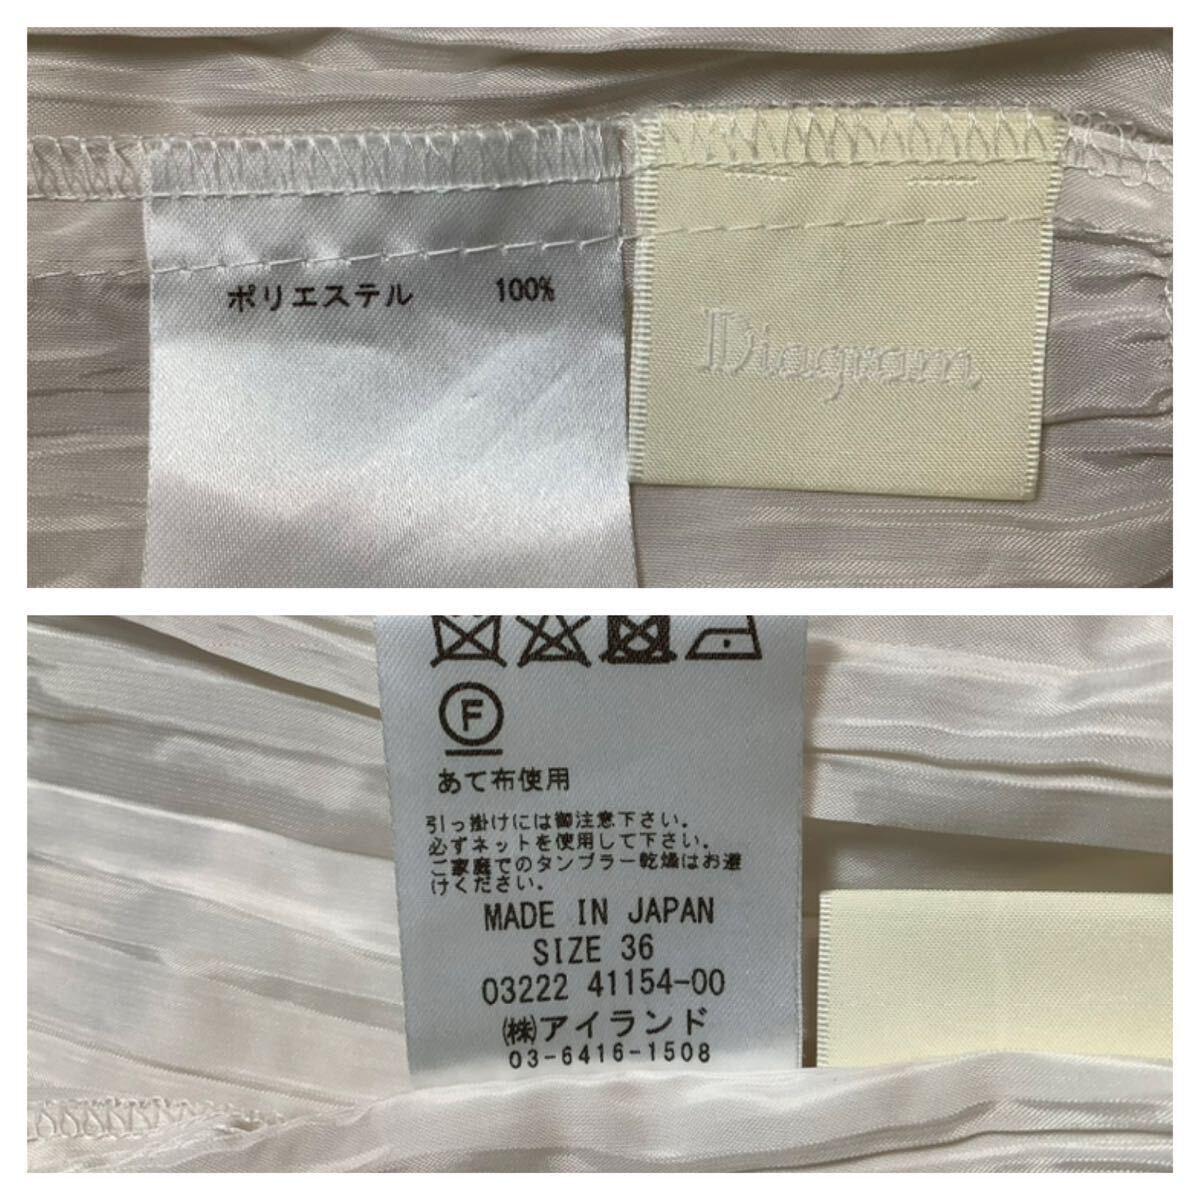 ポリエステル 100%
Diagram
F
あて布使用
引っ掛けには御注意下さい。
必ずネットを使用して下さい。
ご家庭でのタンブラー乾燥はお避
けください。
MADE IN JAPAN
SIZE 36
03222 41154-00
㈱アイランド
03-6416-1508